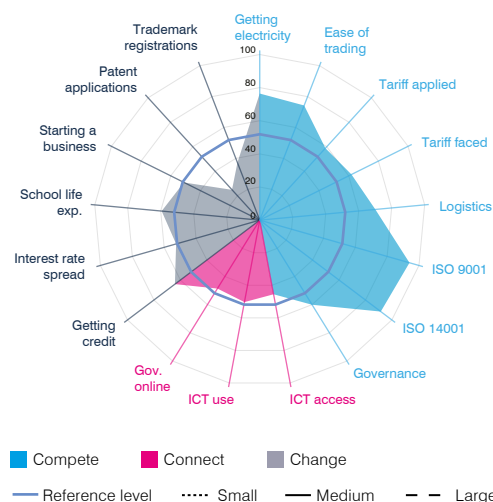 Getting
electricity
Ease of
trading
Tariff applied
Tariff faced
Logistics
ISO 9001
ISO 14001
Governance
ICT access
ICT use
Gov.
online
Getting
credit
Interest rate
spread
School life
exp.
Starting a
business
Patent
applications
Trademark
registrations
100
80
60
40
20
0
Compete
Connect
Change
Reference level
Small
Medium
Large